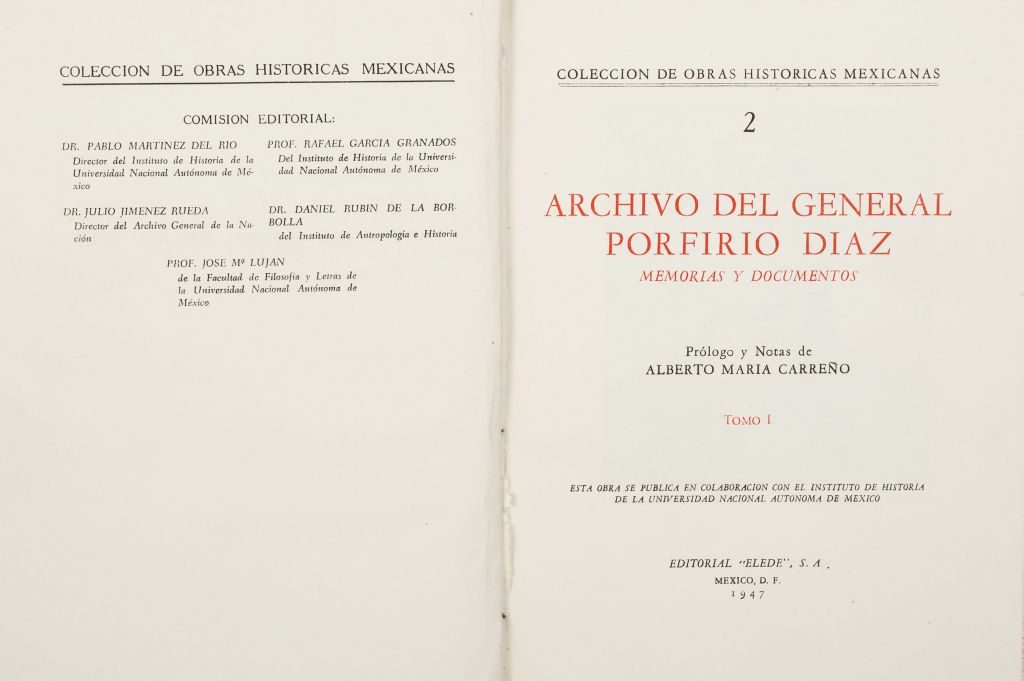 COLECCION DE OBRAS HISTORICAS MEXICANAS
COMISION EDITORIAL:
DR. PABLO MARTINEZ DEL RIO
Director del Instituto de Historia de la
Universidad Nacional Autónoma de Mé-
xico
PROF. RAFAEL GARCIA GRANADOS
Del Instituto de Historia de la Universi-
dad Nacional Autónoma de México
DR. JULIO JIMENEZ RUEDA
Director del Archivo General de la Na-
ción
DR. DANIEL RUBIN DE LA BOR-
BOLLA
del Instituto de Antropología e Historia
PROF. JOSE Mª LUJAN
de la Facultad de Filosofía y Letras de
la Universidad Nacional Autónoma de
México
COLECCION DE OBRAS HISTORICAS MEXICANAS
2
ARCHIVO DEL GENERAL
PORFIRIO DIAZ
MEMORIAS Y DOCUMENTOS
Prólogo y Notas de
ALBERTO MARIA CARREÑO
TOMO I
ESTA OBRA SE PUBLICA EN COLABORACION CON EL INSTITUTO DE HISTORIA
DE LA UNIVERSIDAD NACIONAL AUTONOMA DE MEXICO
EDITORIAL "ELEDE", S. A.
MEXICO, D. F.
1947